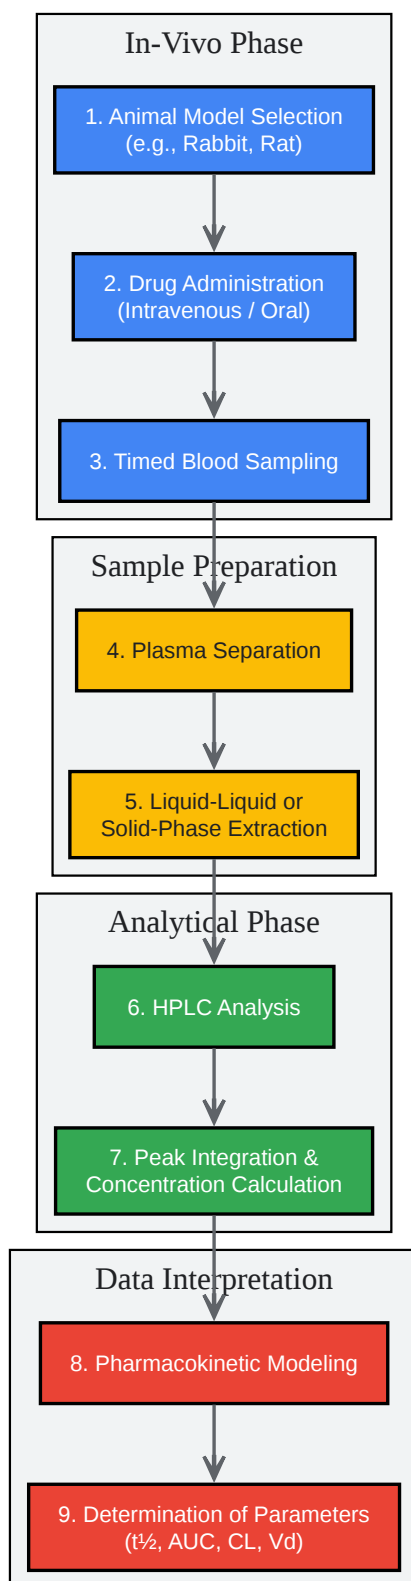 In-Vivo Phase
1. Animal Model Selection
(e.g., Rabbit, Rat)
2. Drug Administration
(Intravenous / Oral)
3. Timed Blood Sampling
Sample Preparation
4. Plasma Separation
5. Liquid-Liquid or
Solid-Phase Extraction
Analytical Phase
6. HPLC Analysis
7. Peak Integration &
Concentration Calculation
Data Interpretation
8. Pharmacokinetic Modeling
9. Determination of Parameters
(t½, AUC, CL, Vd)